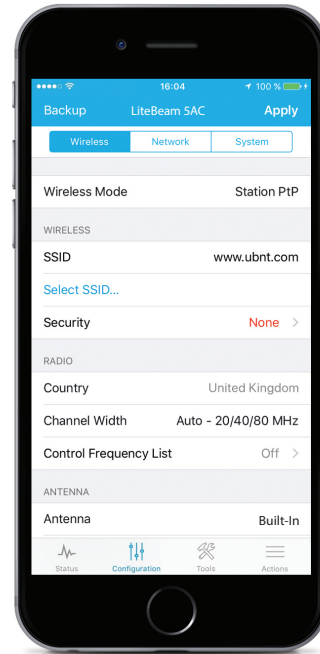 16:04 100 %
Backup LiteBeam 5AC Apply
Wireless Network System
Wireless Mode Station PtP
WIRELESS
SSID www.ubnt.com
Select SSID...
Security None
RADIO
Country United Kingdom
Channel Width Auto - 20/40/80 MHz
Control Frequency List Off
ANTENNA
Antenna Built-In
Status Configuration Tools Actions